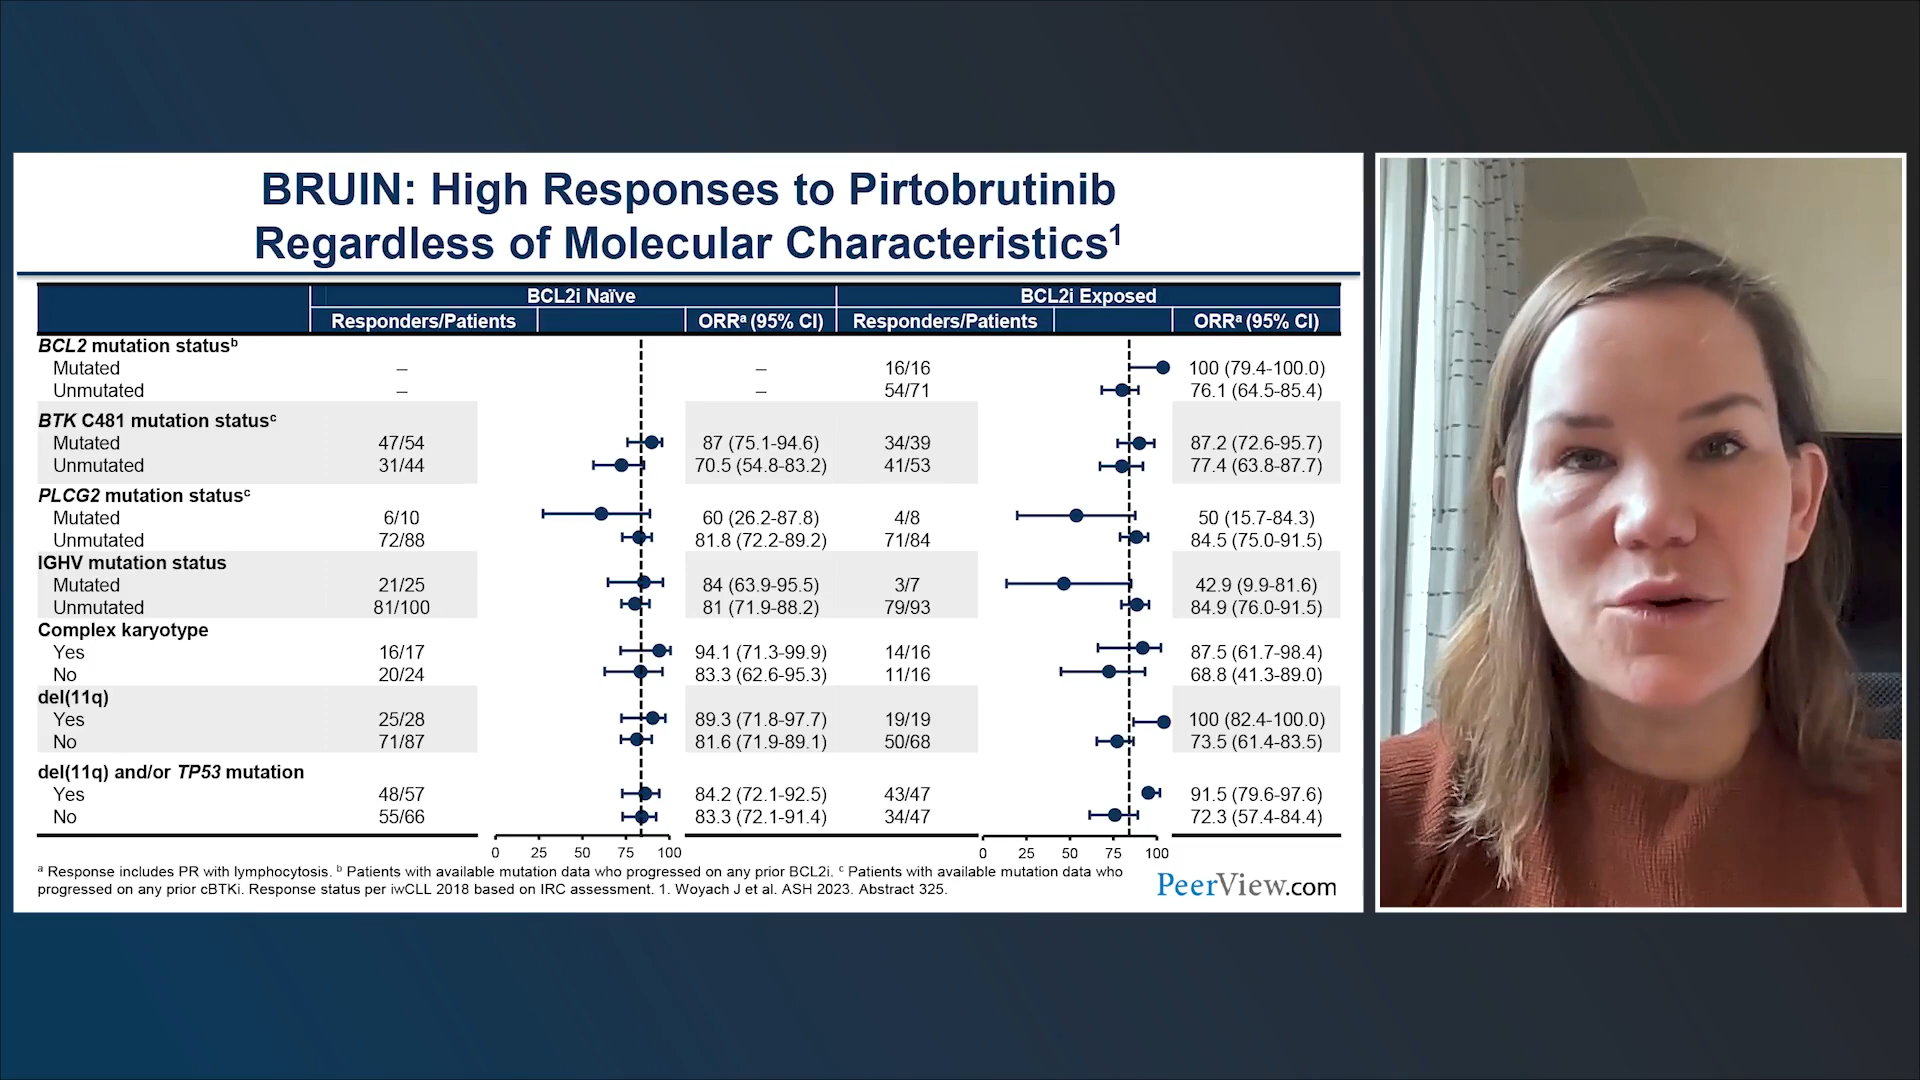 BRUIN: High Responses to Pirtobrutinib
Regardless of Molecular Characteristics¹
BCL2i Naïve BCL2i Exposed
Responders/Patients ORRᵃ (95% CI) Responders/Patients ORRᵃ (95% CI)
BCL2 mutation statusᵇ
Mutated – – 16/16 100 (79.4-100.0)
Unmutated – – 54/71 76.1 (64.5-85.4)
BTK C481 mutation statusᶜ
Mutated 47/54 87 (75.1-94.6) 34/39 87.2 (72.6-95.7)
Unmutated 31/44 70.5 (54.8-83.2) 41/53 77.4 (63.8-87.7)
PLCG2 mutation statusᶜ
Mutated 6/10 60 (26.2-87.8) 4/8 50 (15.7-84.3)
Unmutated 72/88 81.8 (72.2-89.2) 71/84 84.5 (75.0-91.5)
IGHV mutation status
Mutated 21/25 84 (63.9-95.5) 3/7 42.9 (9.9-81.6)
Unmutated 81/100 81 (71.9-88.2) 79/93 84.9 (76.0-91.5)
Complex karyotype
Yes 16/17 94.1 (71.3-99.9) 14/16 87.5 (61.7-98.4)
No 20/24 83.3 (62.6-95.3) 11/16 68.8 (41.3-89.0)
del(11q)
Yes 25/28 89.3 (71.8-97.7) 19/19 100 (82.4-100.0)
No 71/87 81.6 (71.9-89.1) 50/68 73.5 (61.4-83.5)
del(11q) and/or TP53 mutation
Yes 48/57 84.2 (72.1-92.5) 43/47 91.5 (79.6-97.6)
No 55/66 83.3 (72.1-91.4) 34/47 72.3 (57.4-84.4)
0 25 50 75 100 0 25 50 75 100
ᵃ Response includes PR with lymphocytosis. ᵇ Patients with available mutation data who progressed on any prior BCL2i. ᶜ Patients with available mutation data who
progressed on any prior cBTKi. Response status per iwCLL 2018 based on IRC assessment. 1. Woyach J et al. ASH 2023. Abstract 325.
PeerView.com